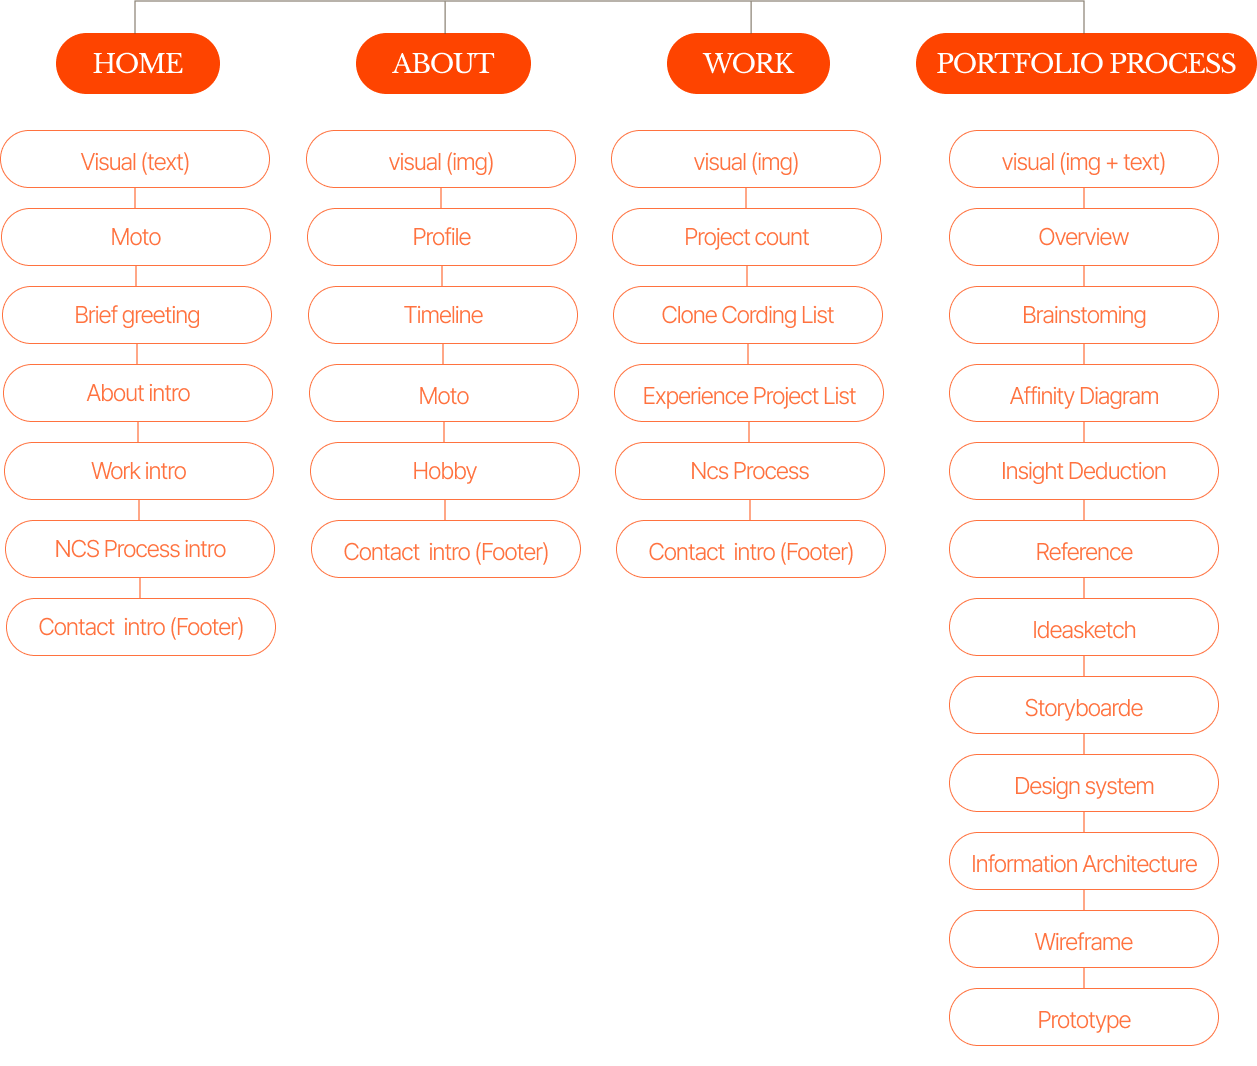 HOME
Visual (text)
Moto
Brief greeting
About intro
Work intro
NCS Process intro
Contact  intro (Footer)
ABOUT
visual (img)
Profile
Timeline
Moto
Hobby
Contact  intro (Footer)
WORK
visual (img)
Project count
Clone Cording List
Experience Project List
Ncs Process
Contact  intro (Footer)
PORTFOLIO PROCESS
visual (img + text)
Overview
Brainstoming
Affinity Diagram
Insight Deduction
Reference
Ideasketch
Storyboarde
Design system
Information Architecture
Wireframe
Prototype